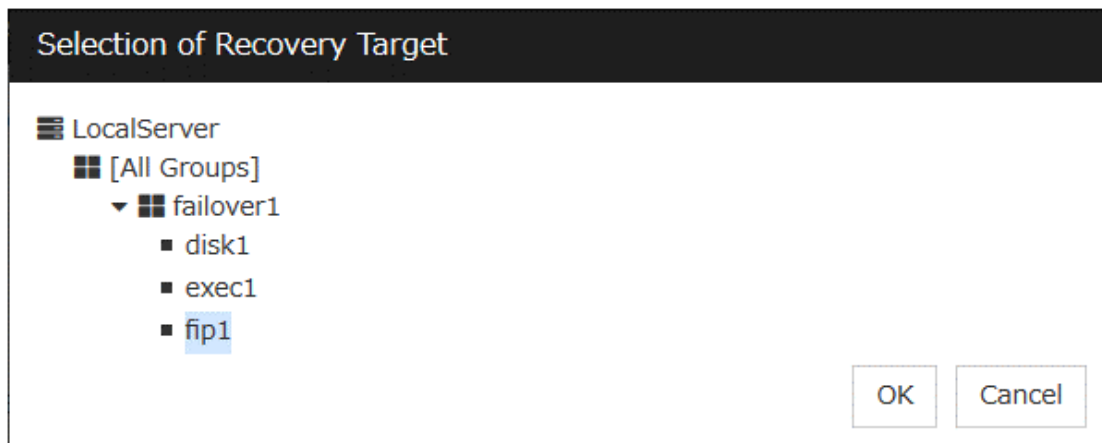 Selection of Recovery Target
LocalServer
[All Groups]
failover1
disk1
exec1
fip1
OK Cancel